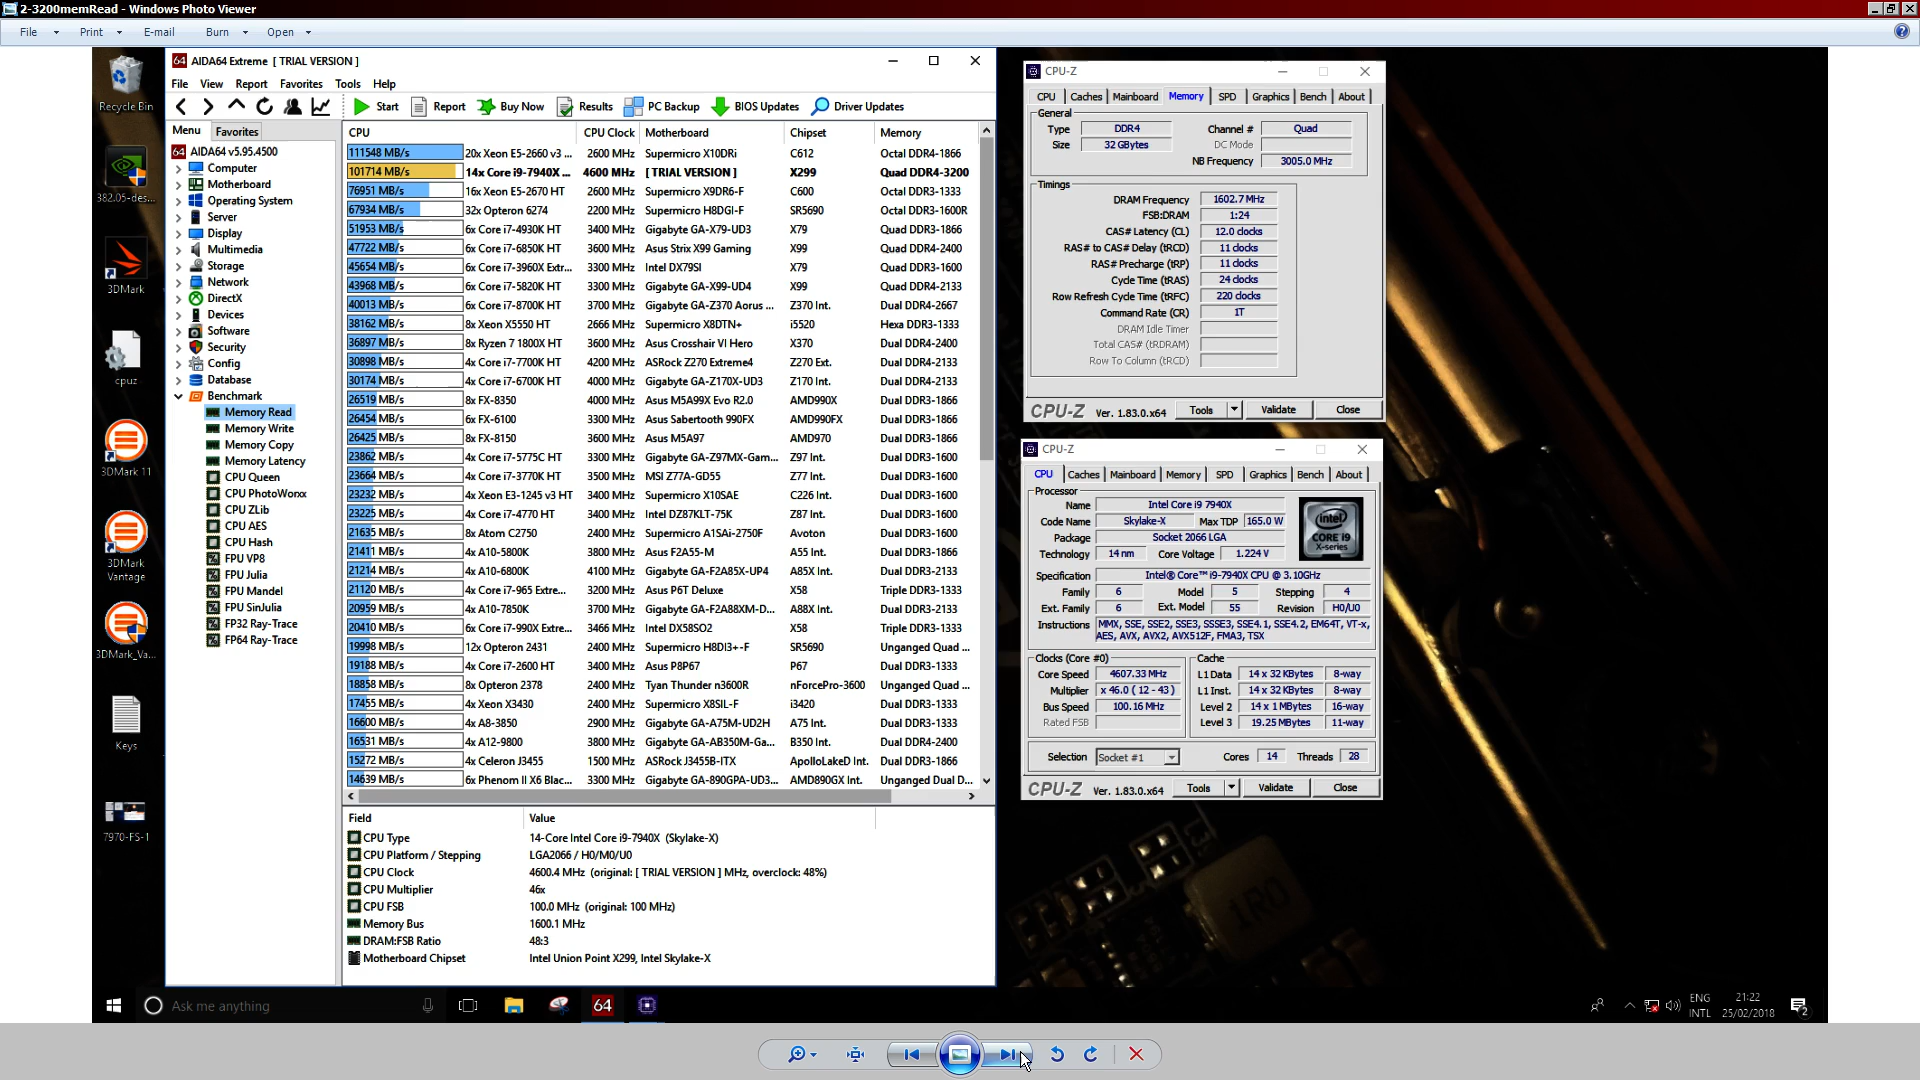 2-3200memRead - Windows Photo Viewer
File Print E-mail Burn Open
Recycle Bin
382.05-des...
3DMark
cpuz
3DMark 11
3DMark Vantage
3DMark_Va...
Keys
7970-FS-1
64 AIDA64 Extreme [ TRIAL VERSION ]
File View Report Favorites Tools Help
Start Report Buy Now Results PC Backup BIOS Updates Driver Updates
Menu Favorites
64 AIDA64 v5.95.4500
Computer
Motherboard
Operating System
Server
Display
Multimedia
Storage
Network
DirectX
Devices
Software
Security
Config
Database
Benchmark
Memory Read
Memory Write
Memory Copy
Memory Latency
CPU Queen
CPU PhotoWorxx
CPU ZLib
CPU AES
CPU Hash
FPU VP8
FPU Julia
FPU Mandel
FPU SinJulia
FP32 Ray-Trace
FP64 Ray-Trace
CPU CPU Clock Motherboard Chipset Memory
111548 MB/s 20x Xeon E5-2660 v3 ... 2600 MHz Supermicro X10DRi C612 Octal DDR4-1866
101714 MB/s 14x Core i9-7940X ... 4600 MHz [ TRIAL VERSION ] X299 Quad DDR4-3200
76951 MB/s 16x Xeon E5-2670 HT 2600 MHz Supermicro X9DR6-F C600 Octal DDR3-1333
67934 MB/s 32x Opteron 6274 2200 MHz Supermicro H8DGI-F SR5690 Octal DDR3-1600R
51953 MB/s 6x Core i7-4930K HT 3400 MHz Gigabyte GA-X79-UD3 X79 Quad DDR3-1866
47722 MB/s 6x Core i7-6850K HT 3600 MHz Asus Strix X99 Gaming X99 Quad DDR4-2400
45654 MB/s 6x Core i7-3960X Extr... 3300 MHz Intel DX79SI X79 Quad DDR3-1600
43968 MB/s 6x Core i7-5820K HT 3300 MHz Gigabyte GA-X99-UD4 X99 Quad DDR4-2133
40013 MB/s 6x Core i7-8700K HT 3700 MHz Gigabyte GA-Z370 Aorus ... Z370 Int. Dual DDR4-2667
38162 MB/s 8x Xeon X5550 HT 2666 MHz Supermicro X8DTN+ i5520 Hexa DDR3-1333
36897 MB/s 8x Ryzen 7 1800X HT 3600 MHz Asus Crosshair VI Hero X370 Dual DDR4-2400
30898 MB/s 4x Core i7-7700K HT 4200 MHz ASRock Z270 Extreme4 Z270 Ext. Dual DDR4-2133
30174 MB/s 4x Core i7-6700K HT 4000 MHz Gigabyte GA-Z170X-UD3 Z170 Int. Dual DDR4-2133
26519 MB/s 8x FX-8350 4000 MHz Asus M5A99X Evo R2.0 AMD990X Dual DDR3-1866
26454 MB/s 6x FX-6100 3300 MHz Asus Sabertooth 990FX AMD990FX Dual DDR3-1866
26425 MB/s 8x FX-8150 3600 MHz Asus M5A97 AMD970 Dual DDR3-1866
23862 MB/s 4x Core i7-5775C HT 3300 MHz Gigabyte GA-Z97MX-Gam... Z97 Int. Dual DDR3-1600
23664 MB/s 4x Core i7-3770K HT 3500 MHz MSI Z77A-GD55 Z77 Int. Dual DDR3-1600
23232 MB/s 4x Xeon E3-1245 v3 HT 3400 MHz Supermicro X10SAE C226 Int. Dual DDR3-1600
23225 MB/s 4x Core i7-4770 HT 3400 MHz Intel DZ87KLT-75K Z87 Int. Dual DDR3-1600
21635 MB/s 8x Atom C2750 2400 MHz Supermicro A1SAi-2750F Avoton Dual DDR3-1600
21411 MB/s 4x A10-5800K 3800 MHz Asus F2A55-M A55 Int. Dual DDR3-1866
21214 MB/s 4x A10-6800K 4100 MHz Gigabyte GA-F2A85X-UP4 A85X Int. Dual DDR3-2133
21120 MB/s 4x Core i7-965 Extre... 3200 MHz Asus P6T Deluxe X58 Triple DDR3-1333
20959 MB/s 4x A10-7850K 3700 MHz Gigabyte GA-F2A88XM-D... A88X Int. Dual DDR3-2133
20410 MB/s 6x Core i7-990X Extre... 3466 MHz Intel DX58SO2 X58 Triple DDR3-1333
19998 MB/s 12x Opteron 2431 2400 MHz Supermicro H8DI3+-F SR5690 Unganged Quad ...
19188 MB/s 4x Core i7-2600 HT 3400 MHz Asus P8P67 P67 Dual DDR3-1333
18858 MB/s 8x Opteron 2378 2400 MHz Tyan Thunder n3600R nForcePro-3600 Unganged Quad ...
17455 MB/s 4x Xeon X3430 2400 MHz Supermicro X8SIL-F i3420 Dual DDR3-1333
16600 MB/s 4x A8-3850 2900 MHz Gigabyte GA-A75M-UD2H A75 Int. Dual DDR3-1333
16531 MB/s 4x A12-9800 3800 MHz Gigabyte GA-AB350M-Ga... B350 Int. Dual DDR4-2400
15272 MB/s 4x Celeron J3455 1500 MHz ASRock J3455B-ITX ApolloLakeD Int. Dual DDR3-1866
14639 MB/s 6x Phenom II X6 Blac... 3300 MHz Gigabyte GA-890GPA-UD3... AMD890GX Int. Unganged Dual D...
Field Value
CPU Type 14-Core Intel Core i9-7940X (Skylake-X)
CPU Platform / Stepping LGA2066 / H0/M0/U0
CPU Clock 4600.4 MHz (original: [ TRIAL VERSION ] MHz, overclock: 48%)
CPU Multiplier 46x
CPU FSB 100.0 MHz (original: 100 MHz)
Memory Bus 1600.1 MHz
DRAM:FSB Ratio 48:3
Motherboard Chipset Intel Union Point X299, Intel Skylake-X
CPU-Z
CPU Caches Mainboard Memory SPD Graphics Bench About
General
Type DDR4 Channel # Quad
Size 32 GBytes DC Mode
NB Frequency 3005.0 MHz
Timings
DRAM Frequency 1602.7 MHz
FSB:DRAM 1:24
CAS# Latency (CL) 12.0 clocks
RAS# to CAS# Delay (tRCD) 11 clocks
RAS# Precharge (tRP) 11 clocks
Cycle Time (tRAS) 24 clocks
Row Refresh Cycle Time (tRFC) 220 clocks
Command Rate (CR) 1T
DRAM Idle Timer
Total CAS# (tRDRAM)
Row To Column (tRCD)
CPU-Z Ver. 1.83.0.x64 Tools Validate Close
CPU-Z
CPU Caches Mainboard Memory SPD Graphics Bench About
Processor
Name Intel Core i9 7940X
Code Name Skylake-X Max TDP 165.0 W
Package Socket 2066 LGA
Technology 14 nm Core Voltage 1.224 V
intel CORE i9 X-series
Specification Intel® Core™ i9-7940X CPU @ 3.10GHz
Family 6 Model 5 Stepping 4
Ext. Family 6 Ext. Model 55 Revision H0/U0
Instructions MMX, SSE, SSE2, SSE3, SSSE3, SSE4.1, SSE4.2, EM64T, VT-x,
AES, AVX, AVX2, AVX512F, FMA3, TSX
Clocks (Core #0) Cache
Core Speed 4607.33 MHz L1 Data 14 x 32 KBytes 8-way
Multiplier x 46.0 ( 12 - 43 ) L1 Inst. 14 x 32 KBytes 8-way
Bus Speed 100.16 MHz Level 2 14 x 1 MBytes 16-way
Rated FSB Level 3 19.25 MBytes 11-way
Selection Socket #1 Cores 14 Threads 28
CPU-Z Ver. 1.83.0.x64 Tools Validate Close
1R0
Ask me anything
64
ENG
INTL
21:22
25/02/2018
2